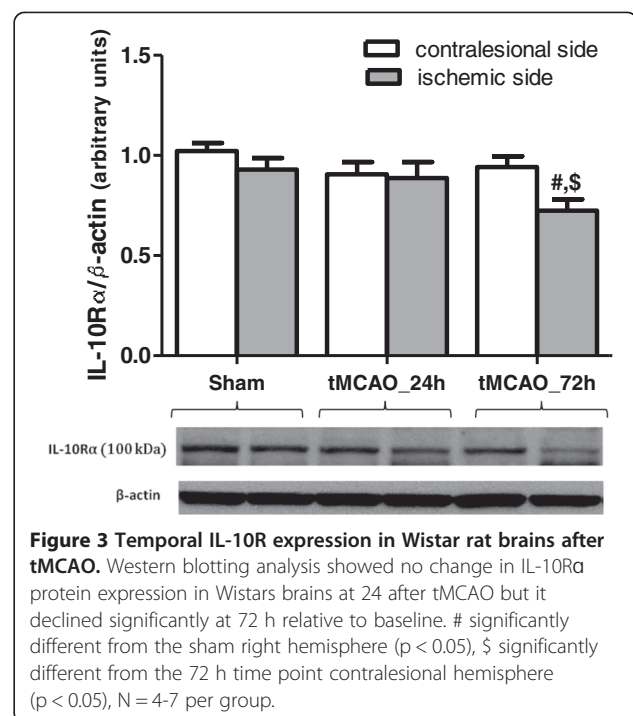 contralesional side
ischemic side
1.5
1.0
0.5
0.0
IL-10Rα/β-actin (arbitrary units)
#,$
Sham tMCAO_24h tMCAO_72h
IL-10Rα (100 kDa)
β-actin
Figure 3 Temporal IL-10R expression in Wistar rat brains after
tMCAO. Western blotting analysis showed no change in IL-10Rα
protein expression in Wistars brains at 24 after tMCAO but it
declined significantly at 72 h relative to baseline. # significantly
different from the sham right hemisphere (p < 0.05), $ significantly
different from the 72 h time point contralesional hemisphere
(p < 0.05), N = 4-7 per group.